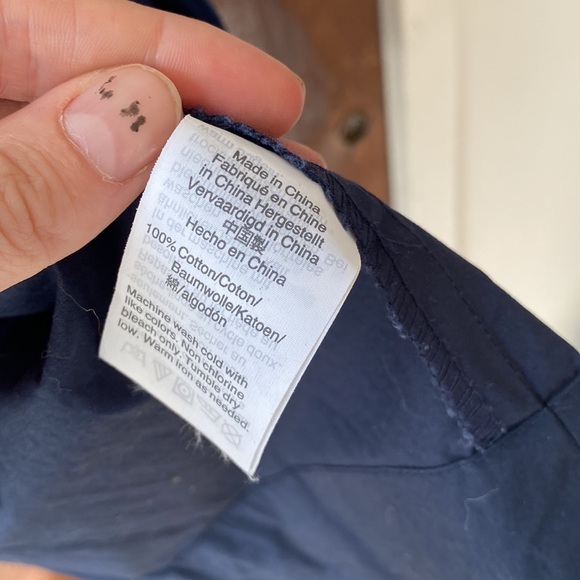 Made in China
Fabriqué en Chine
in China Hergestellt
Vervaardigd in China
中国製
Hecho en China
100% Cotton/Coton/
Baumwolle/Katoen/
綿/algodón
Machine wash cold with
like colors. Non chlorine
bleach only. Tumble dry
low. Warm iron as needed.